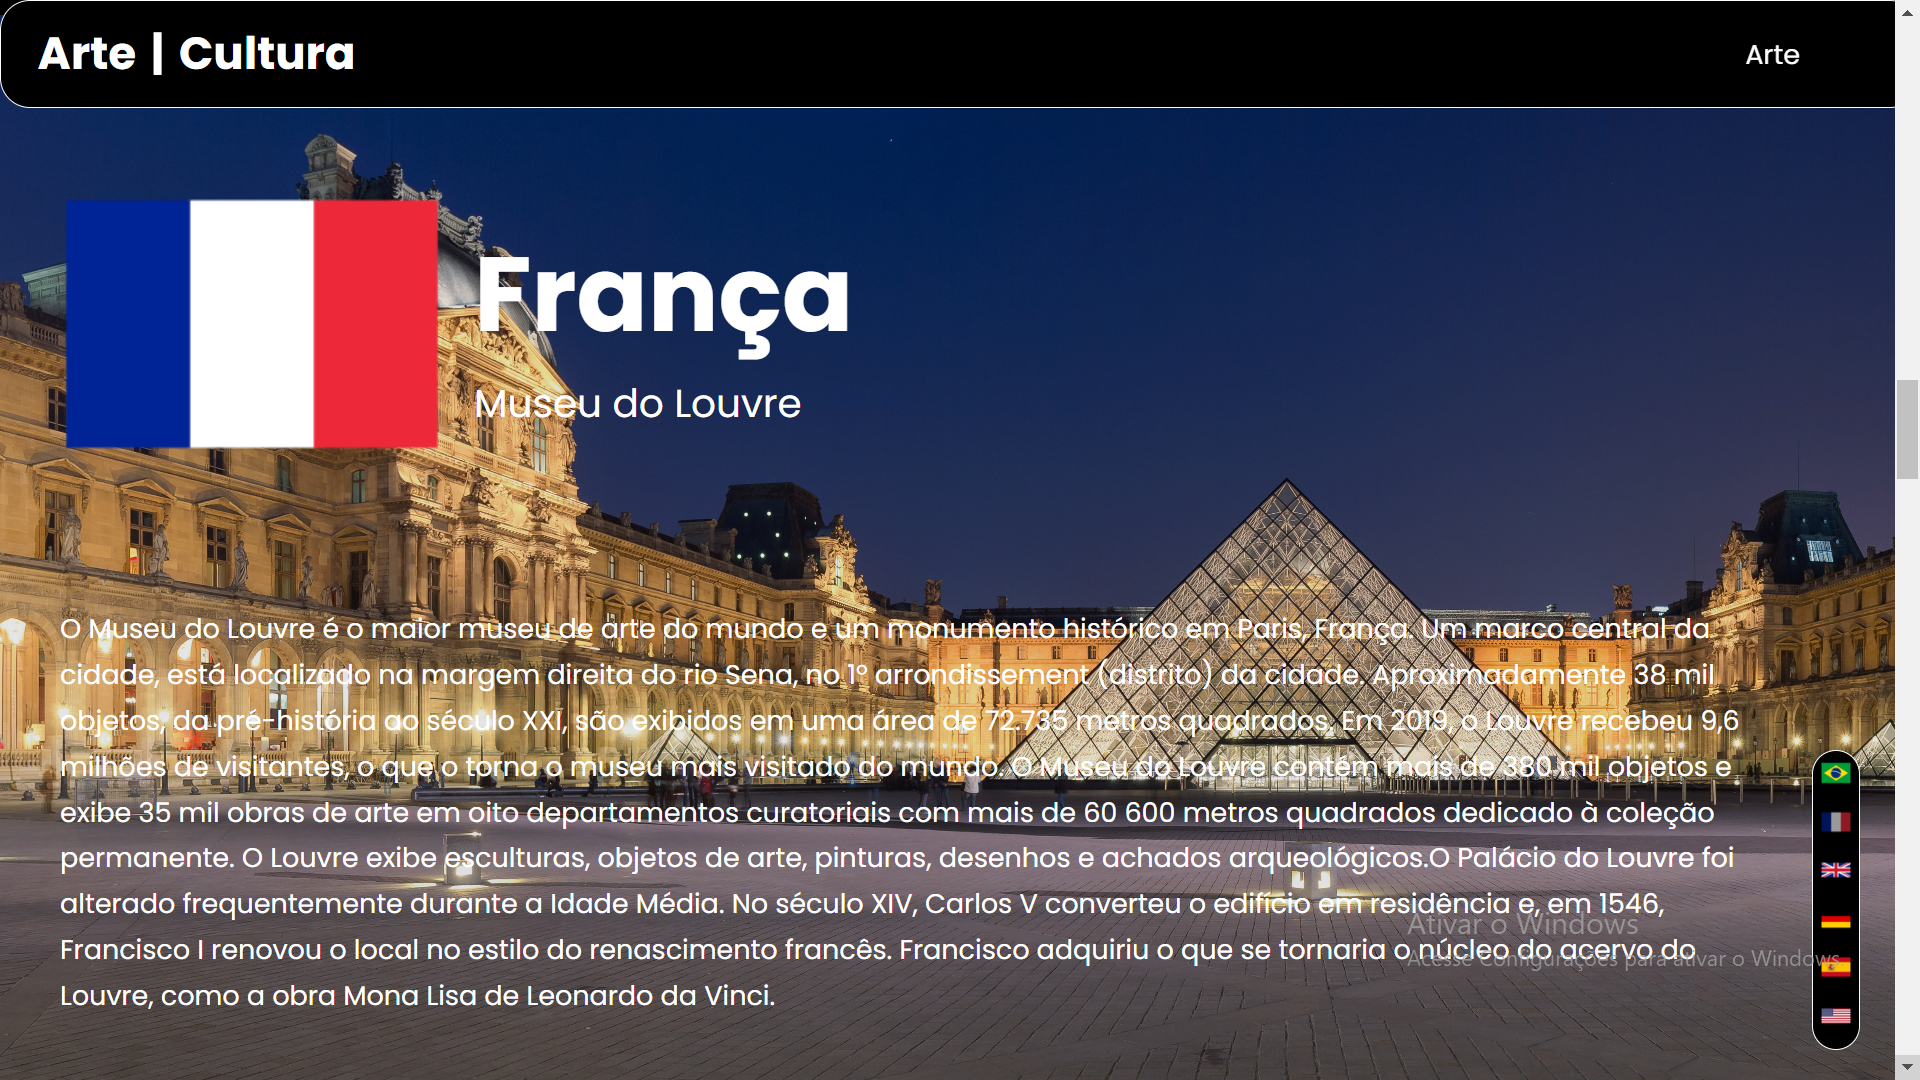 Arte | Cultura
Arte
França
Museu do Louvre
O Museu do Louvre é o maior museu de arte do mundo e um monumento histórico em Paris, França. Um marco central da
cidade, está localizado na margem direita do rio Sena, no 1º arrondissement (distrito) da cidade. Aproximadamente 38 mil
objetos, da pré-história ao século XXI, são exibidos em uma área de 72.735 metros quadrados. Em 2019, o Louvre recebeu 9,6
milhões de visitantes, o que o torna o museu mais visitado do mundo. O Museu do Louvre contém mais de 380 mil objetos e
exibe 35 mil obras de arte em oito departamentos curatoriais com mais de 60 600 metros quadrados dedicado à coleção
permanente. O Louvre exibe esculturas, objetos de arte, pinturas, desenhos e achados arqueológicos.O Palácio do Louvre foi
alterado frequentemente durante a Idade Média. No século XIV, Carlos V converteu o edifício em residência e, em 1546,
Francisco I renovou o local no estilo do renascimento francês. Francisco adquiriu o que se tornaria o núcleo do acervo do
Louvre, como a obra Mona Lisa de Leonardo da Vinci.
Ativar o Windows
Acesse Configurações para ativar o Windows.